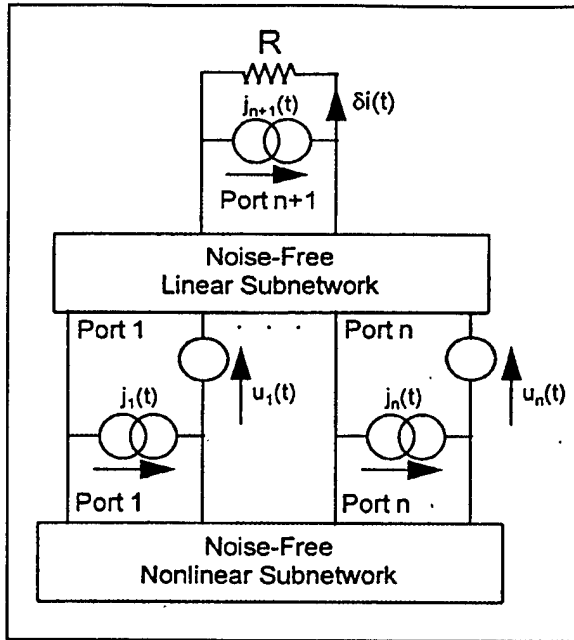 R
jn+1(t)
δi(t)
Port n+1
Noise-Free
Linear Subnetwork
Port 1
. . .
Port n
j1(t)
u1(t)
jn(t)
un(t)
Port 1
Port n
Noise-Free
Nonlinear Subnetwork